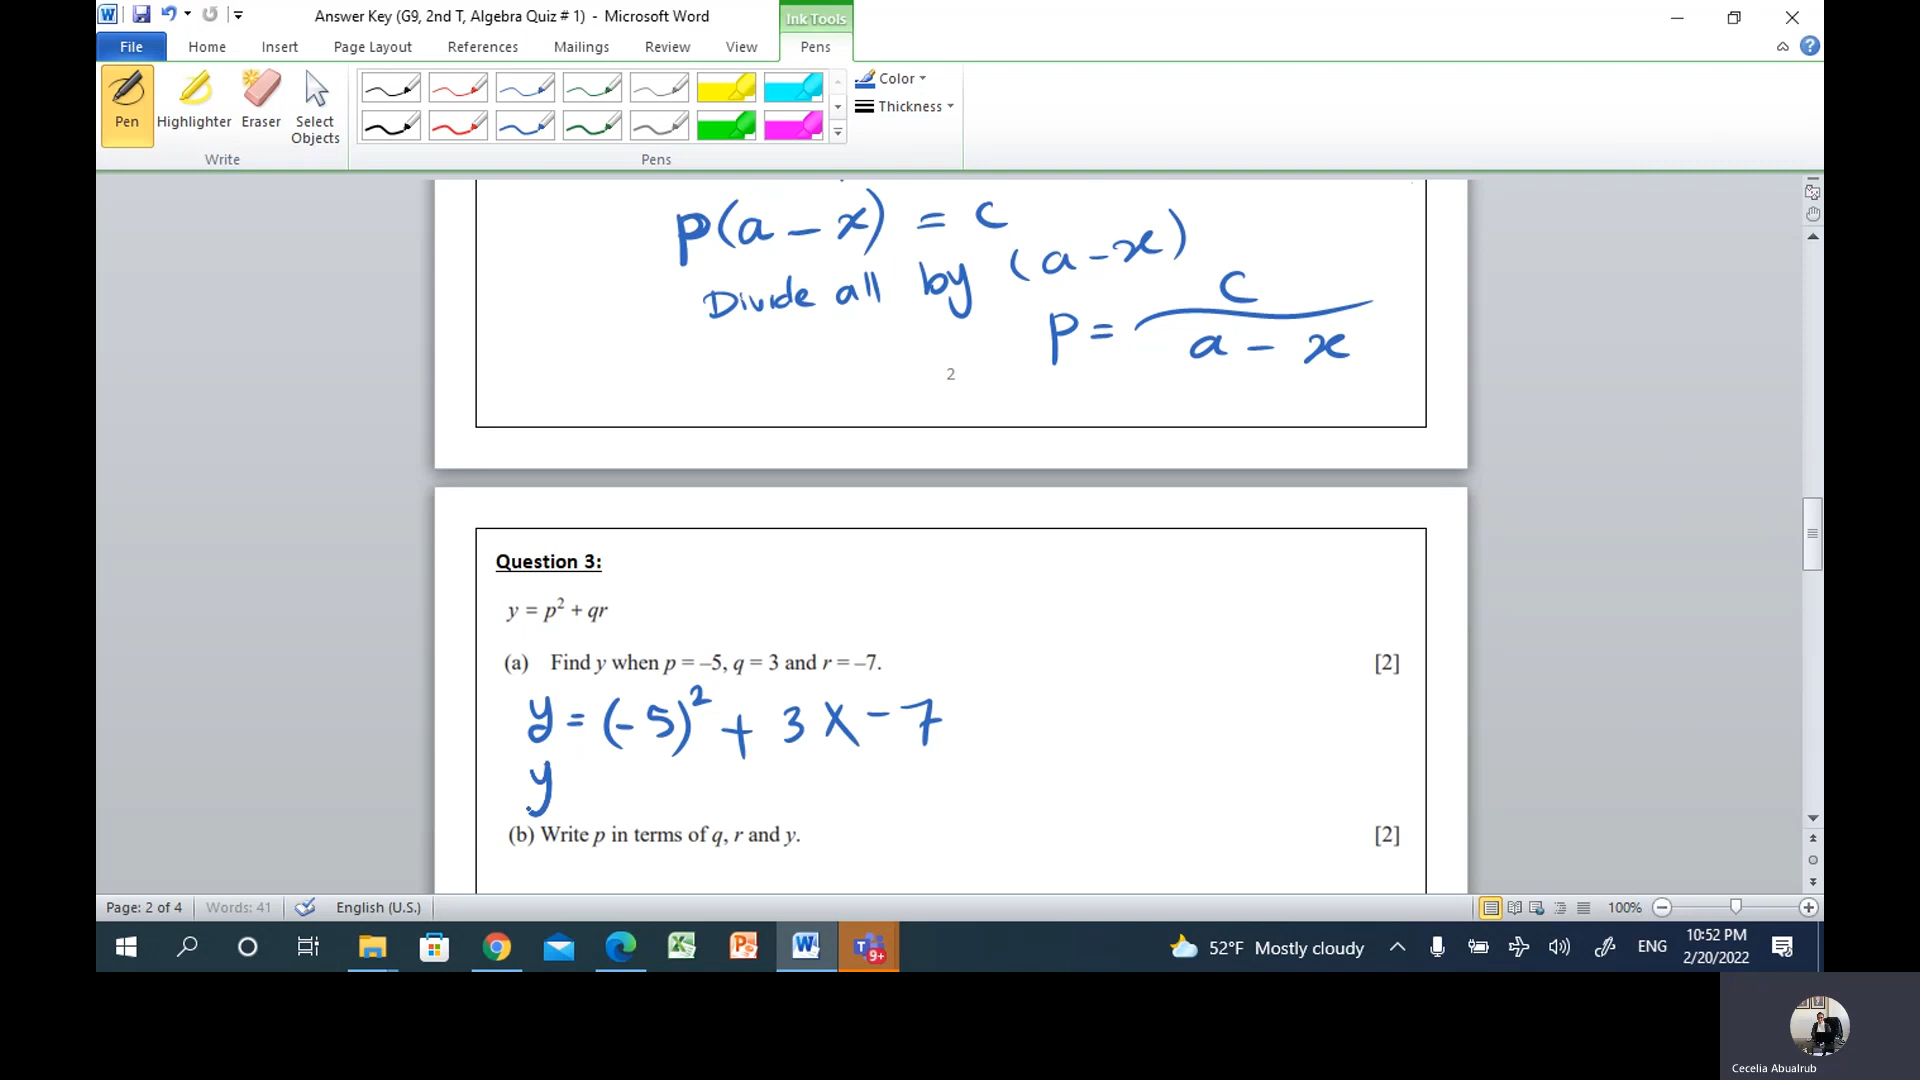 Answer Key (G9, 2nd T, Algebra Quiz # 1) - Microsoft Word
Ink Tools
File Home Insert Page Layout References Mailings Review View Pens
Pen Highlighter Eraser Select Objects
Color
Thickness
Write Pens
p(a - x) = c
Divide all by (a - x)
P = c / a - x
2
Question 3:
y = p² + qr
(a) Find y when p = –5, q = 3 and r = –7. [2]
y = (-5)² + 3 x - 7
y
(b) Write p in terms of q, r and y. [2]
Page: 2 of 4 Words: 41 English (U.S.) 100%
9+ 52°F Mostly cloudy ENG 10:52 PM
2/20/2022
Cecelia Abualrub